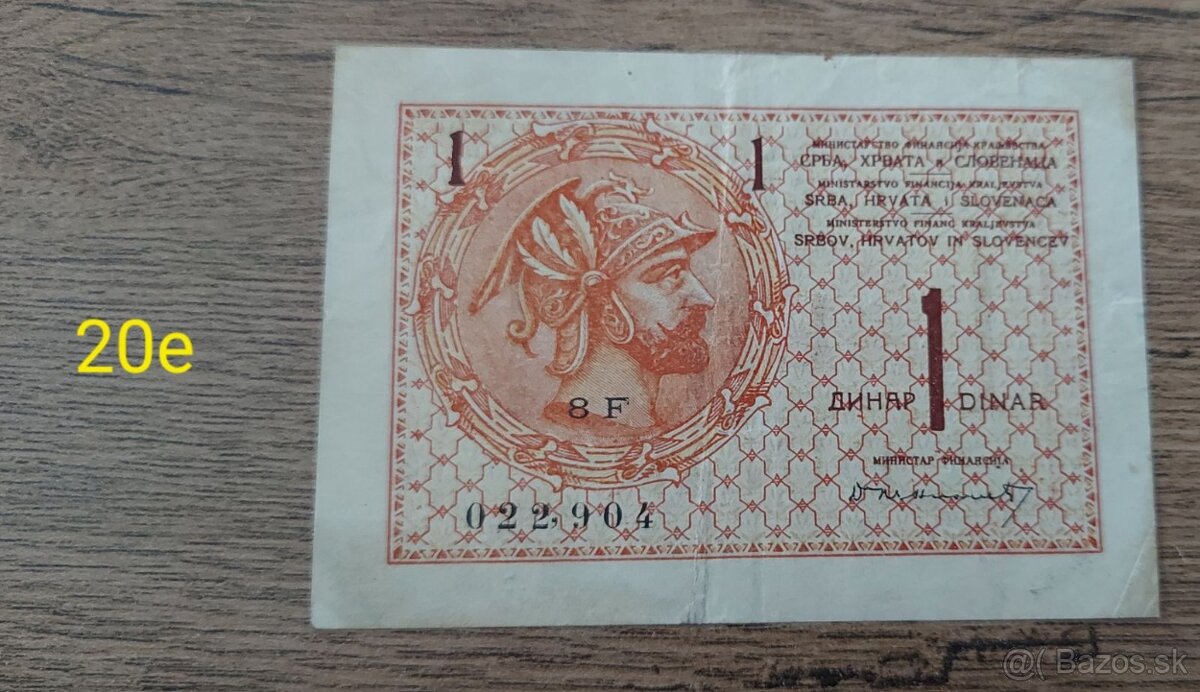 1
1
МИНИСТАРСТВО ФИНАНСИЈА КРАЉЕВСТВА
СРБА, ХРВАТА и СЛОВЕНАЦА
MINISTARSTVO FINANCIJA KRALJEVSTVA
SRBA, HRVATA i SLOVENACA
MINISTERSTVO FINANC KRALJEVSTVA
SRBOV, HRVATOV IN SLOVENCEV
20e
8 F
ДИНАР 1 DINAR
МИНИСТАР ФИНАНСИЈА
022,904
@( Bazos.sk